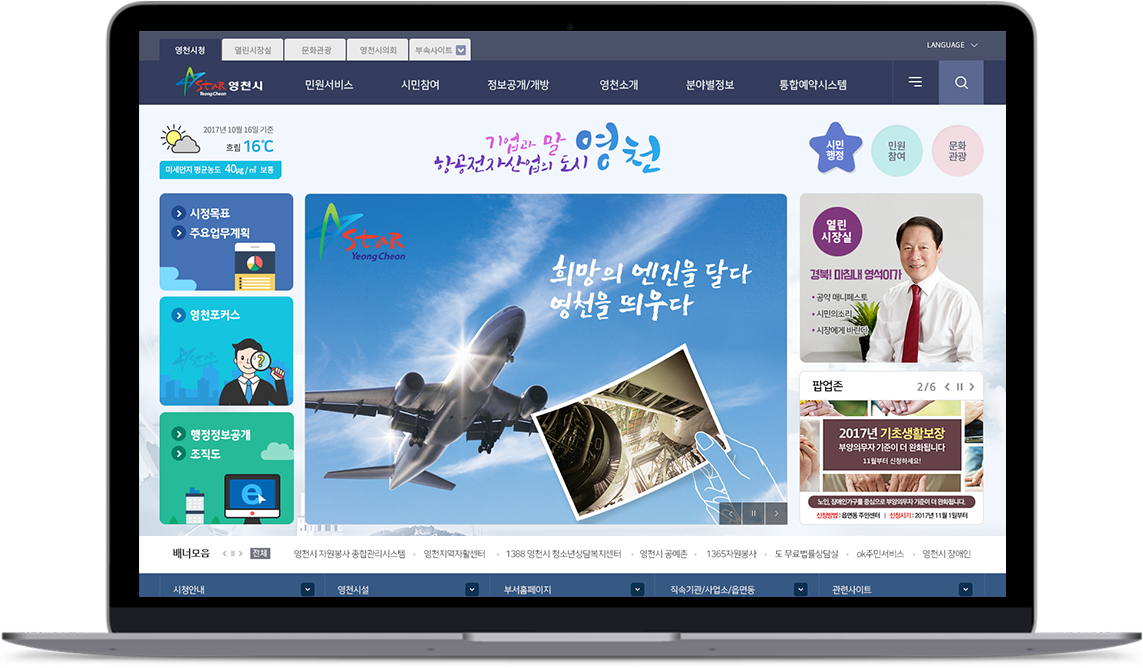 영천시청
열린시장실
문화관광
영천시의회
부속사이트
LANGUAGE
A STAR Yeong Cheon 영천시
민원서비스
시민참여
정보공개/개방
영천소개
분야별정보
통합예약시스템
2017년 10월 16일 기준
흐림 16℃
미세먼지 평균농도 40㎍/㎥ 보통
기업과 말 영천
항공전자산업의 도시
시민
행정
민원
참여
문화
관광
시정목표
주요업무계획
영천포커스
A STAR
행정정보공개
조직도
A STAR
Yeong Cheon
희망의 엔진을 달다
영천을 띄우다
열린
시장실
경북! 마침내 영석이가
• 공약 매니페스토
• 시민의소리
• 시장에게 바란다
팝업존
2/6
2017년 기초생활보장
부양의무자 기준이 더 완화됩니다
11월부터 신청하세요!
노인, 장애인가구를 중심으로 부양의무자 기준이 더 완화됩니다.
신청방법 : 읍면동 주민센터 | 신청시기 : 2017년 11월 1일부터
배너모음
전체
영천시 자원봉사 종합관리시스템
영천지역자활센터
1388 영천시 청소년상담복지센터
영천시 공예촌
1365자원봉사
도 무료법률상담실
ok주민서비스
영천시 장애인
시청안내
영천시설
부서홈페이지
직속기관/사업소/읍면동
관련사이트